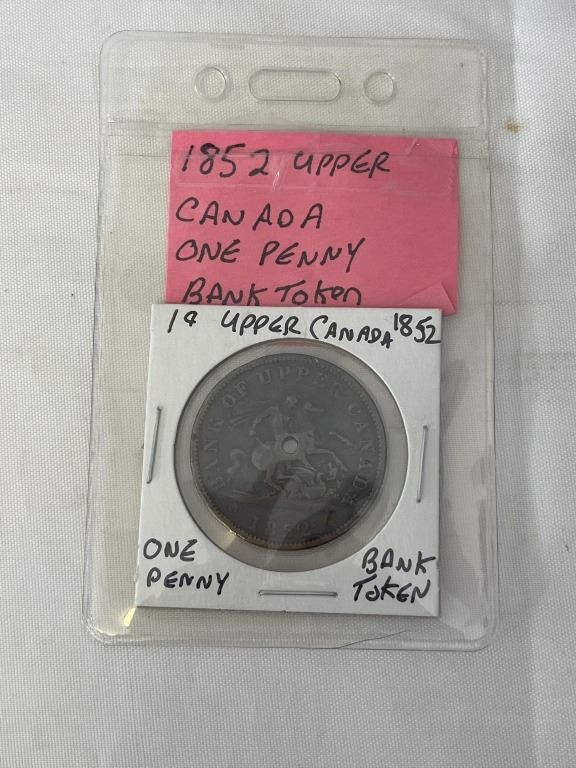 1852 UPPER
CANADA
ONE PENNY
BANK Token
1¢ UPPER CANADA 1852
BANK OF UPPER CANADA
1852
ONE
PENNY
BANK
TOKEN